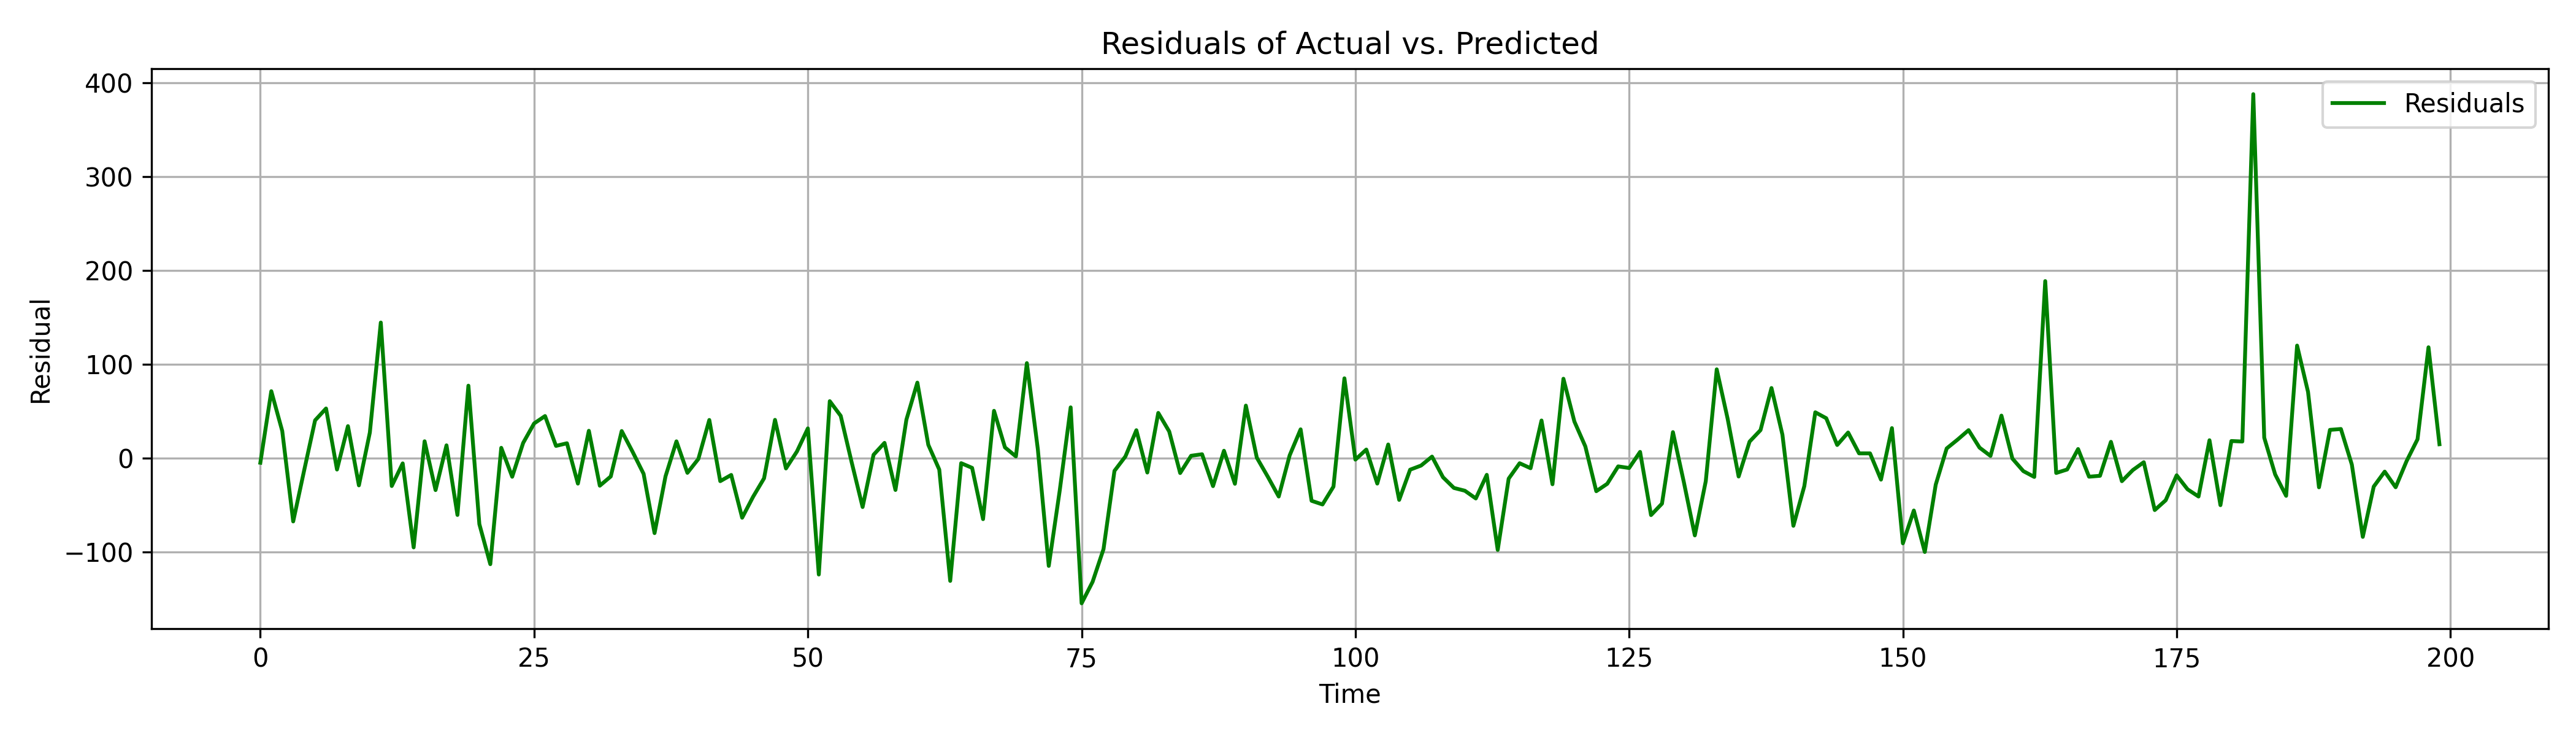 Residuals of Actual vs. Predicted
400
300
200
100
0
−100
Residual
Residuals
0 25 50 75 100 125 150 175 200
Time